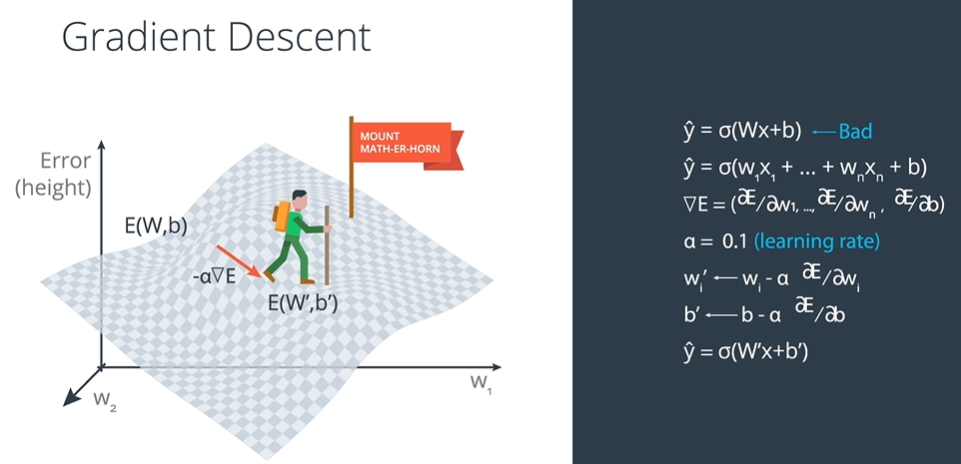 Gradient Descent
MOUNT
MATH-ER-HORN
Error
(height)
E(W,b)
-α∇E
E(W',b')
W₁
W₂
ŷ = σ(Wx+b) ← Bad
ŷ = σ(w₁x₁ + ... + wₙxₙ + b)
∇E = (∂E/∂w₁, ..., ∂E/∂wₙ, ∂E/∂b)
α = 0.1 (learning rate)
wᵢ' ← wᵢ - α ∂E/∂wᵢ
b' ← b - α ∂E/∂b
ŷ = σ(W'x+b')